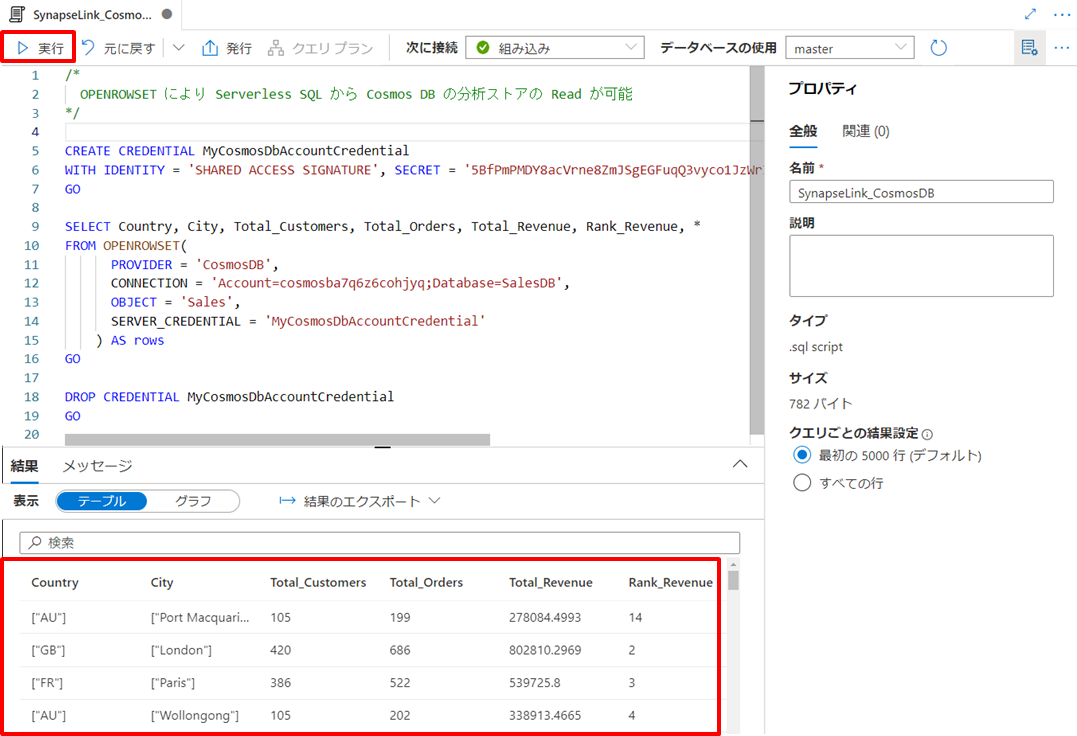 SynapseLink_Cosmo...
実行 元に戻す 発行 クエリ プラン 次に接続 組み込み データベースの使用 master
1 /*
2 OPENROWSET により Serverless SQL から Cosmos DB の分析ストアの Read が可能
3 */
4
5 CREATE CREDENTIAL MyCosmosDbAccountCredential
6 WITH IDENTITY = 'SHARED ACCESS SIGNATURE', SECRET = '5BfPmPMDY8acVrne8ZmJSgEGFuqQ3vyco1JzWr
7 GO
8
9 SELECT Country, City, Total_Customers, Total_Orders, Total_Revenue, Rank_Revenue, *
10 FROM OPENROWSET(
11 PROVIDER = 'CosmosDB',
12 CONNECTION = 'Account=cosmosba7q6z6cohjyq;Database=SalesDB',
13 OBJECT = 'Sales',
14 SERVER_CREDENTIAL = 'MyCosmosDbAccountCredential'
15 ) AS rows
16 GO
17
18 DROP CREDENTIAL MyCosmosDbAccountCredential
19 GO
20
結果 メッセージ
表示 テーブル グラフ 結果のエクスポート
検索
Country City Total_Customers Total_Orders Total_Revenue Rank_Revenue
["AU"] ["Port Macquari... 105 199 278084.4993 14
["GB"] ["London"] 420 686 802810.2969 2
["FR"] ["Paris"] 386 522 539725.8 3
["AU"] ["Wollongong"] 105 202 338913.4665 4
プロパティ
全般 関連 (0)
名前 *
SynapseLink_CosmosDB
説明
タイプ
.sql script
サイズ
782 バイト
クエリごとの結果設定
最初の 5000 行 (デフォルト)
すべての行